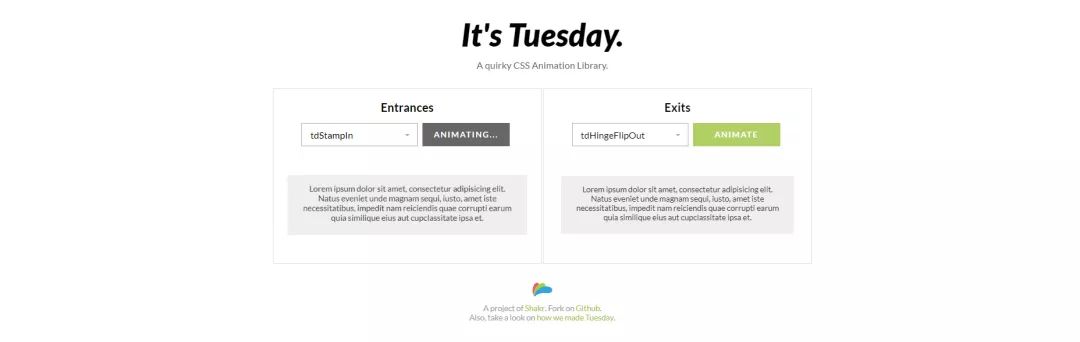 It's Tuesday.
A quirky CSS Animation Library.
Entrances
tdStampIn
ANIMATING...
Lorem ipsum dolor sit amet, consectetur adipisicing elit.
Natus eveniet unde magnam sequi, iusto, amet iste
necessitatibus, impedit nam reiciendis quae corrupti earum
quia similique eius aut cupclassitate ipsa et.
Exits
tdHingeFlipOut
ANIMATE
Lorem ipsum dolor sit amet, consectetur adipisicing elit.
Natus eveniet unde magnam sequi, iusto, amet iste
necessitatibus, impedit nam reiciendis quae corrupti earum
quia similique eius aut cupclassitate ipsa et.
A project of Shakr. Fork on Github.
Also, take a look on how we made Tuesday.